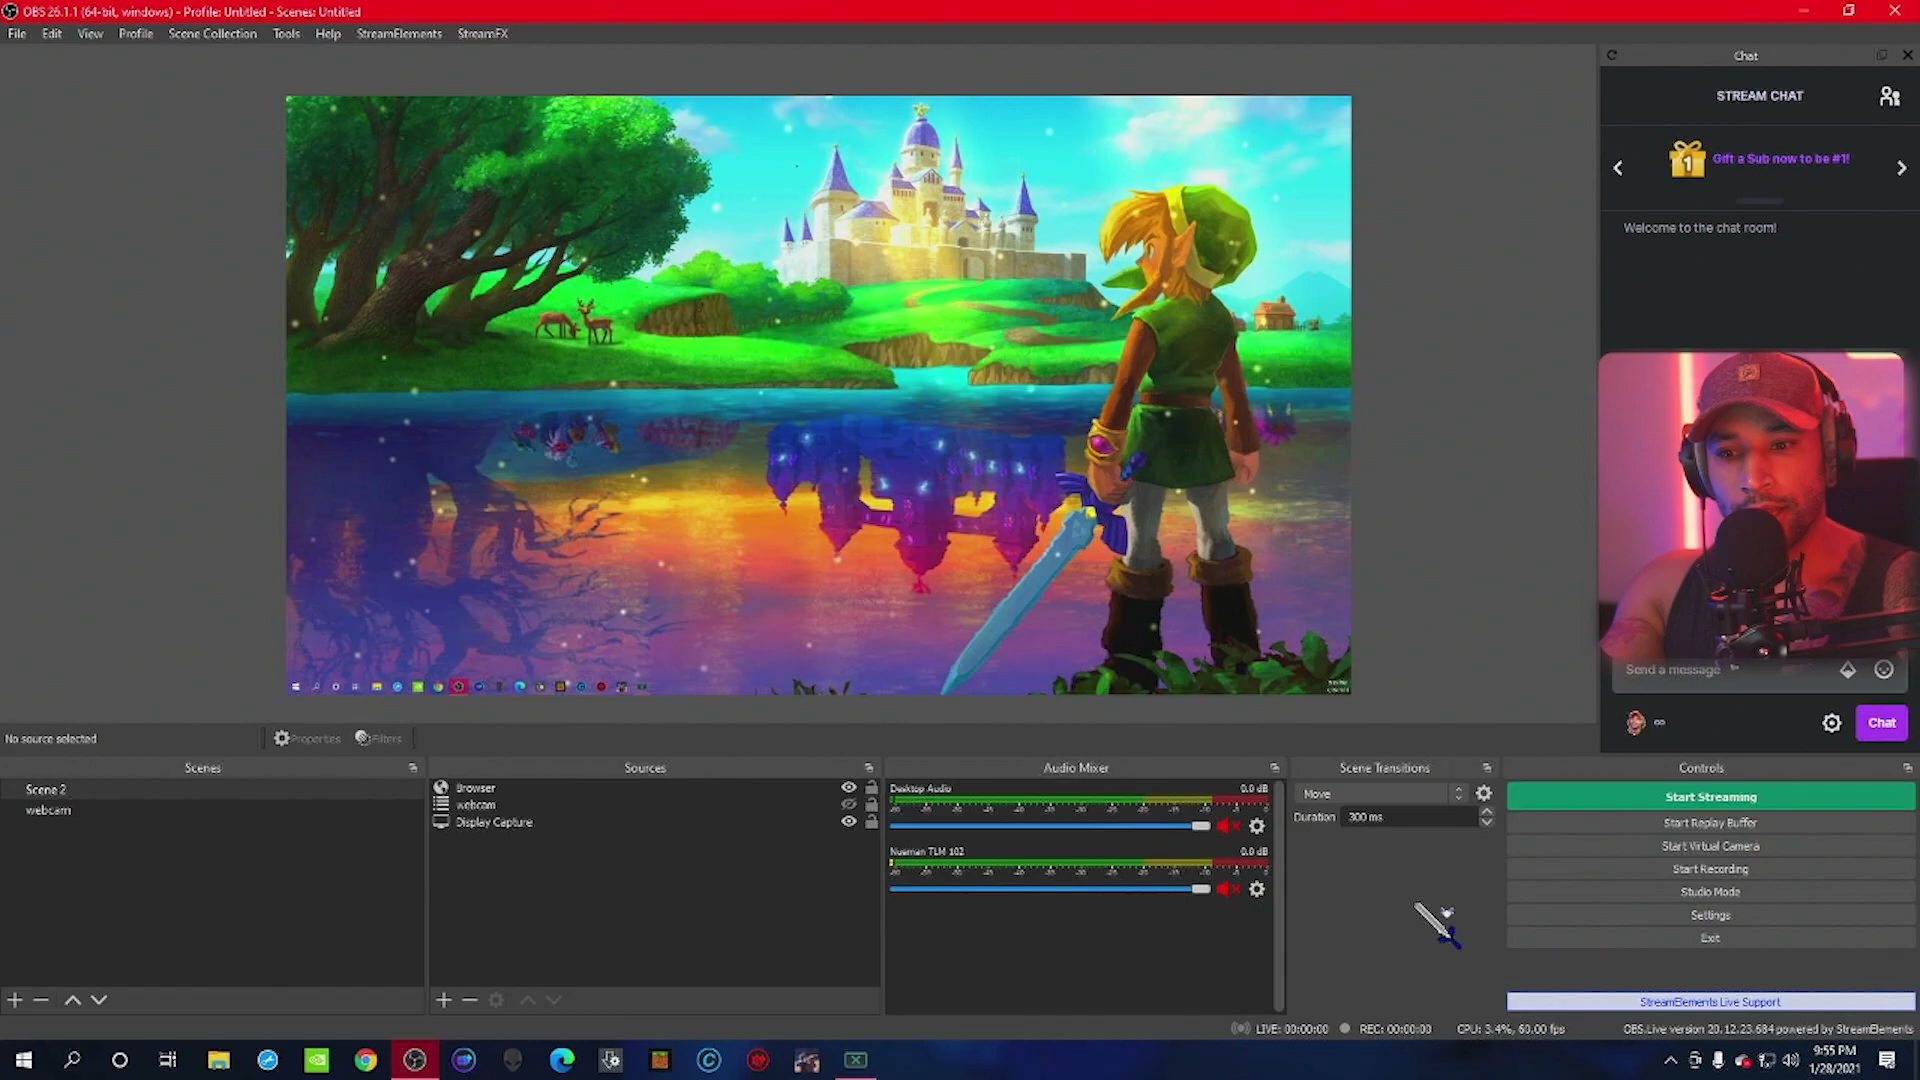 OBS 26.1.1 (64-bit, windows) - Profile: Untitled - Scenes: Untitled
File Edit View Profile Scene Collection Tools Help StreamElements StreamFX
Chat
STREAM CHAT
1
Gift a Sub now to be #1!
Welcome to the chat room!
Send a message
Chat
No source selected
Properties
Filters
Scenes
Scene 2
webcam
Sources
Browser
webcam
Display Capture
Audio Mixer
Desktop Audio 0.0 dB
Nueman TLM 102 0.0 dB
Scene Transitions
Move
Duration 300 ms
Controls
Start Streaming
Start Replay Buffer
Start Virtual Camera
Start Recording
Studio Mode
Settings
Exit
StreamElements Live Support
LIVE: 00:00:00 REC: 00:00:00 CPU: 3.4%, 60.00 fps
OBS.Live version 20.12.23.684 powered by StreamElements
9:55 PM
1/28/2021